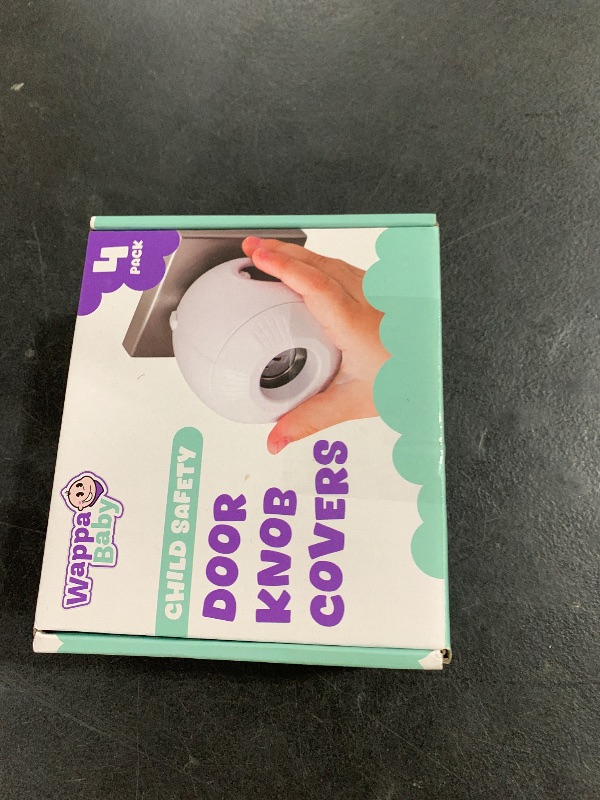 Wappa
Baby
4
PACK
CHILD SAFETY
DOOR
KNOB
COVERS